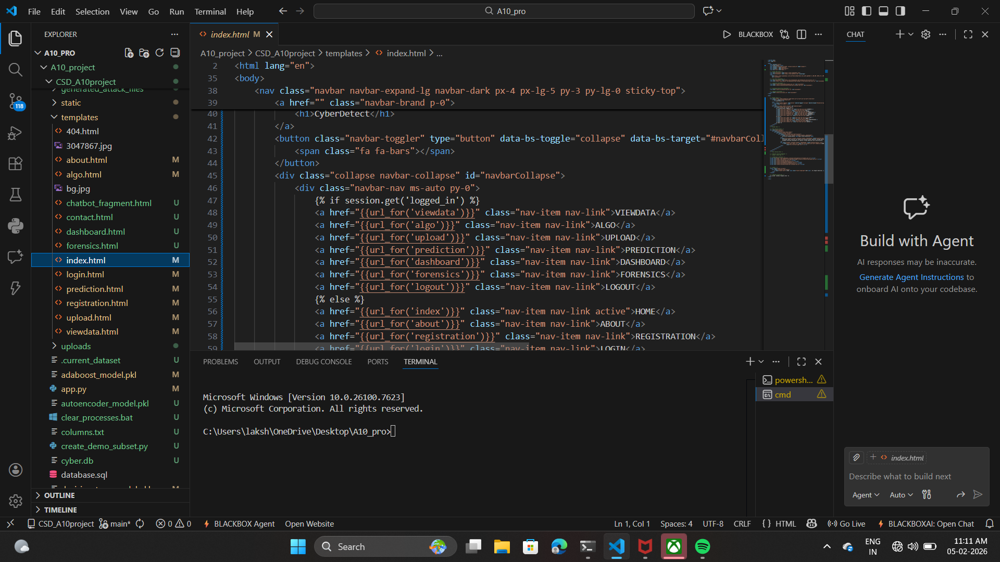 File Edit Selection View Go Run Terminal Help
A10_pro
EXPLORER
A10_PRO
A10_project
CSD_A10project
generated_attack_files
static
templates
404.html
3047867.jpg
about.html M
algo.html M
bg.jpg
chatbot_fragment.html U
contact.html U
dashboard.html U
forensics.html U
index.html M
login.html M
prediction.html M
registration.html M
upload.html M
viewdata.html M
uploads
.current_dataset U
adaboost_model.pkl M
app.py M
autoencoder_model.pkl U
clear_processes.bat U
columns.txt U
create_demo_subset.py U
cyber.db U
database.sql
OUTLINE
TIMELINE
118
index.html M
BLACKBOX
A10_project > CSD_A10project > templates > index.html > ...
2 <html lang="en">
35 <body>
38 <nav class="navbar navbar-expand-lg navbar-dark px-4 px-lg-5 py-3 py-lg-0 sticky-top">
39 <a href="" class="navbar-brand p-0">
40 <h1>CyberDetect</h1>
41 </a>
42 <button class="navbar-toggler" type="button" data-bs-toggle="collapse" data-bs-target="#navbarColl
43 <span class="fa fa-bars"></span>
44 </button>
45 <div class="collapse navbar-collapse" id="navbarCollapse">
46 <div class="navbar-nav ms-auto py-0">
47 {% if session.get('logged_in') %}
48 <a href="{{url_for('viewdata')}}" class="nav-item nav-link">VIEWDATA</a>
49 <a href="{{url_for('algo')}}" class="nav-item nav-link">ALGO</a>
50 <a href="{{url_for('upload')}}" class="nav-item nav-link">UPLOAD</a>
51 <a href="{{url_for('prediction')}}" class="nav-item nav-link">PREDICTION</a>
52 <a href="{{url_for('dashboard')}}" class="nav-item nav-link">DASHBOARD</a>
53 <a href="{{url_for('forensics')}}" class="nav-item nav-link">FORENSICS</a>
54 <a href="{{url_for('logout')}}" class="nav-item nav-link">LOGOUT</a>
55 {% else %}
56 <a href="{{url_for('index')}}" class="nav-item nav-link active">HOME</a>
57 <a href="{{url_for('about')}}" class="nav-item nav-link">ABOUT</a>
58 <a href="{{url_for('registration')}}" class="nav-item nav-link">REGISTRATION</a>
59 <a href="{{url_for('login')}}" class="nav-item nav-link">LOGIN</a>
PROBLEMS OUTPUT DEBUG CONSOLE PORTS TERMINAL
Microsoft Windows [Version 10.0.26100.7623]
(c) Microsoft Corporation. All rights reserved.
C:\Users\laksh\OneDrive\Desktop\A10_pro>
powersh...
cmd
CHAT
Build with Agent
AI responses may be inaccurate.
Generate Agent Instructions to
onboard AI onto your codebase.
index.html
Describe what to build next
Agent Auto
CSD_A10project main* 0 0 BLACKBOX Agent Open Website
Ln 1, Col 1 Spaces: 4 UTF-8 CRLF {} HTML Go Live BLACKBOXAI: Open Chat
Search
ENG
IN
11:11 AM
05-02-2026